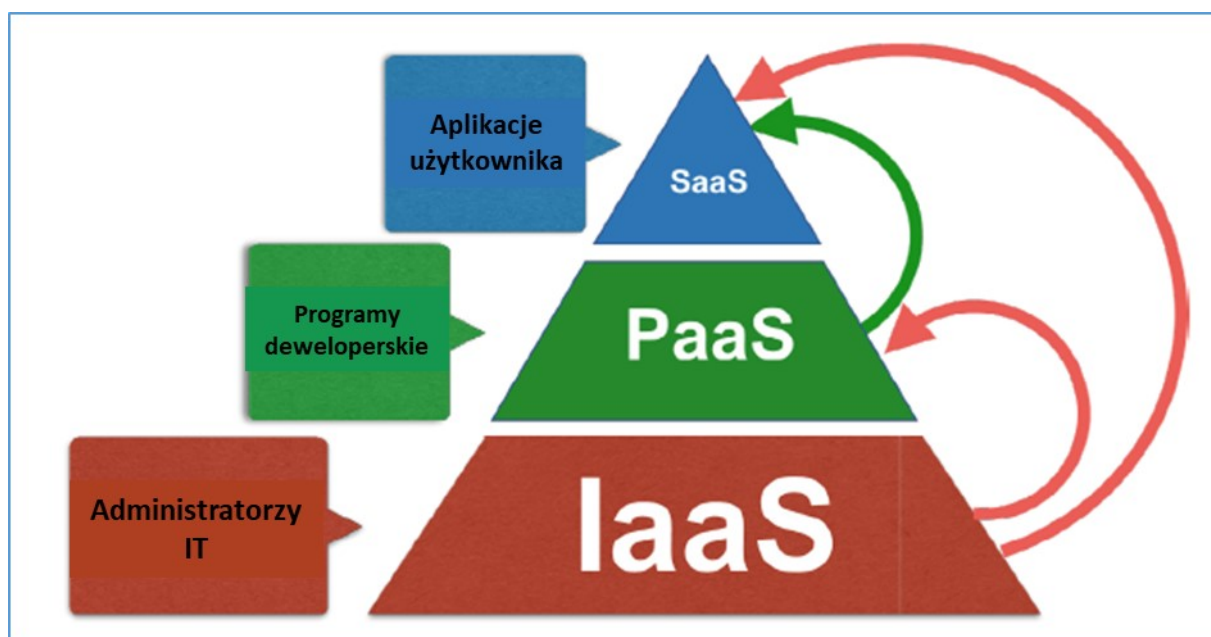 Aplikacje
użytkownika
SaaS
Programy
deweloperskie
PaaS
Administratorzy
IT
IaaS